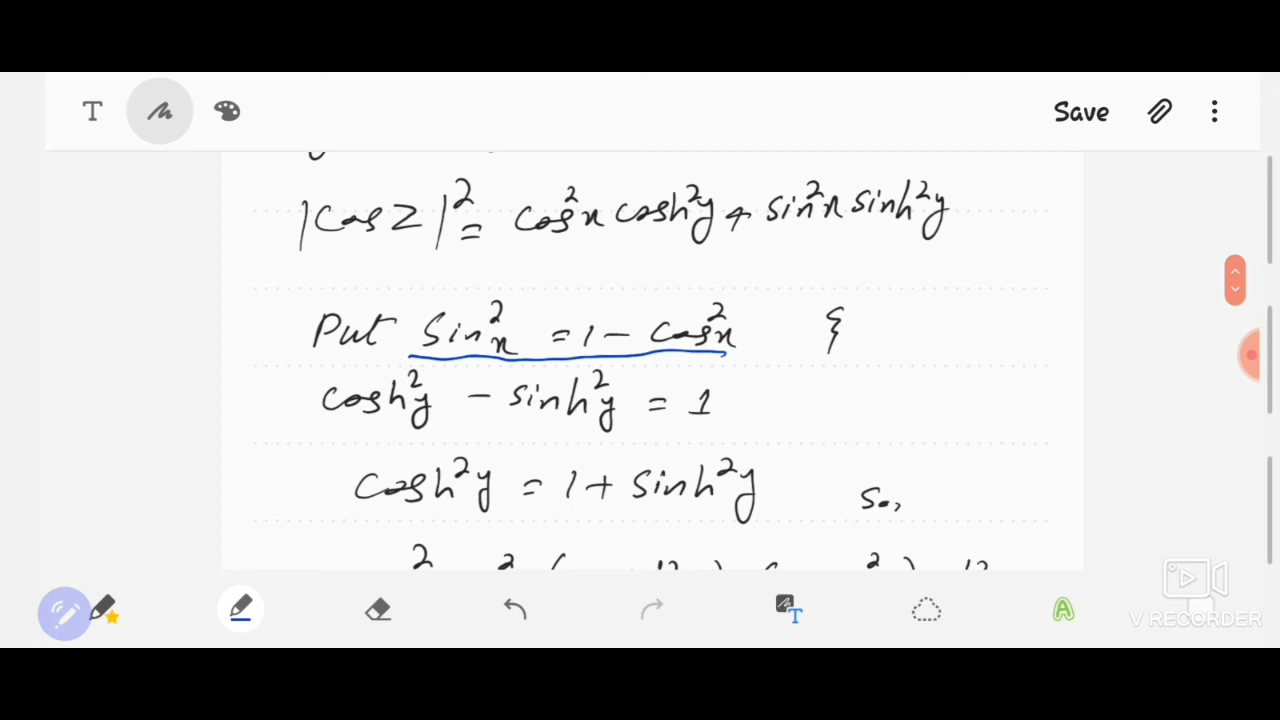 T Save
|Cos Z|² = cos²x cosh²y + sin²x sinh²y
Put Sin²x = 1 - cos²x &
cosh²y - sinh²y = 1
cosh²y = 1 + sinh²y So,
A
V RECORDER